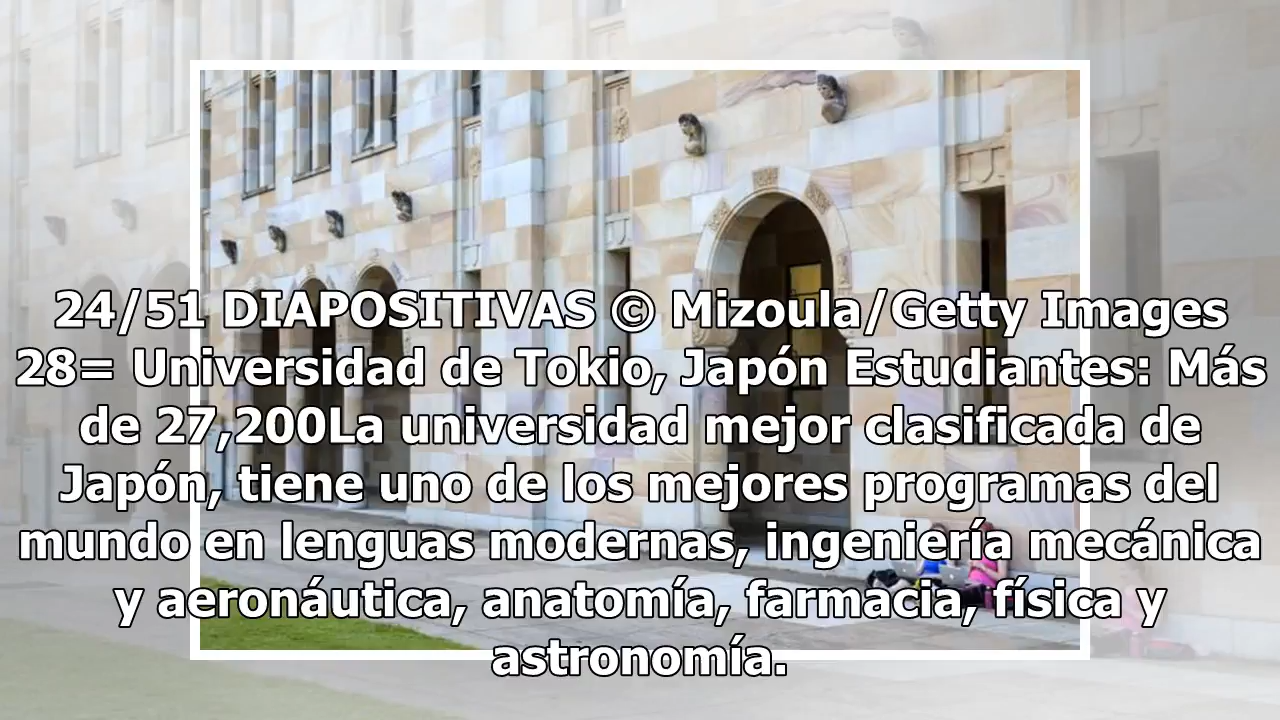 24/51 DIAPOSITIVAS © Mizoula/Getty Images
28= Universidad de Tokio, Japón Estudiantes: Más
de 27,200La universidad mejor clasificada de
Japón, tiene uno de los mejores programas del
mundo en lenguas modernas, ingeniería mecánica
y aeronáutica, anatomía, farmacia, física y
astronomía.